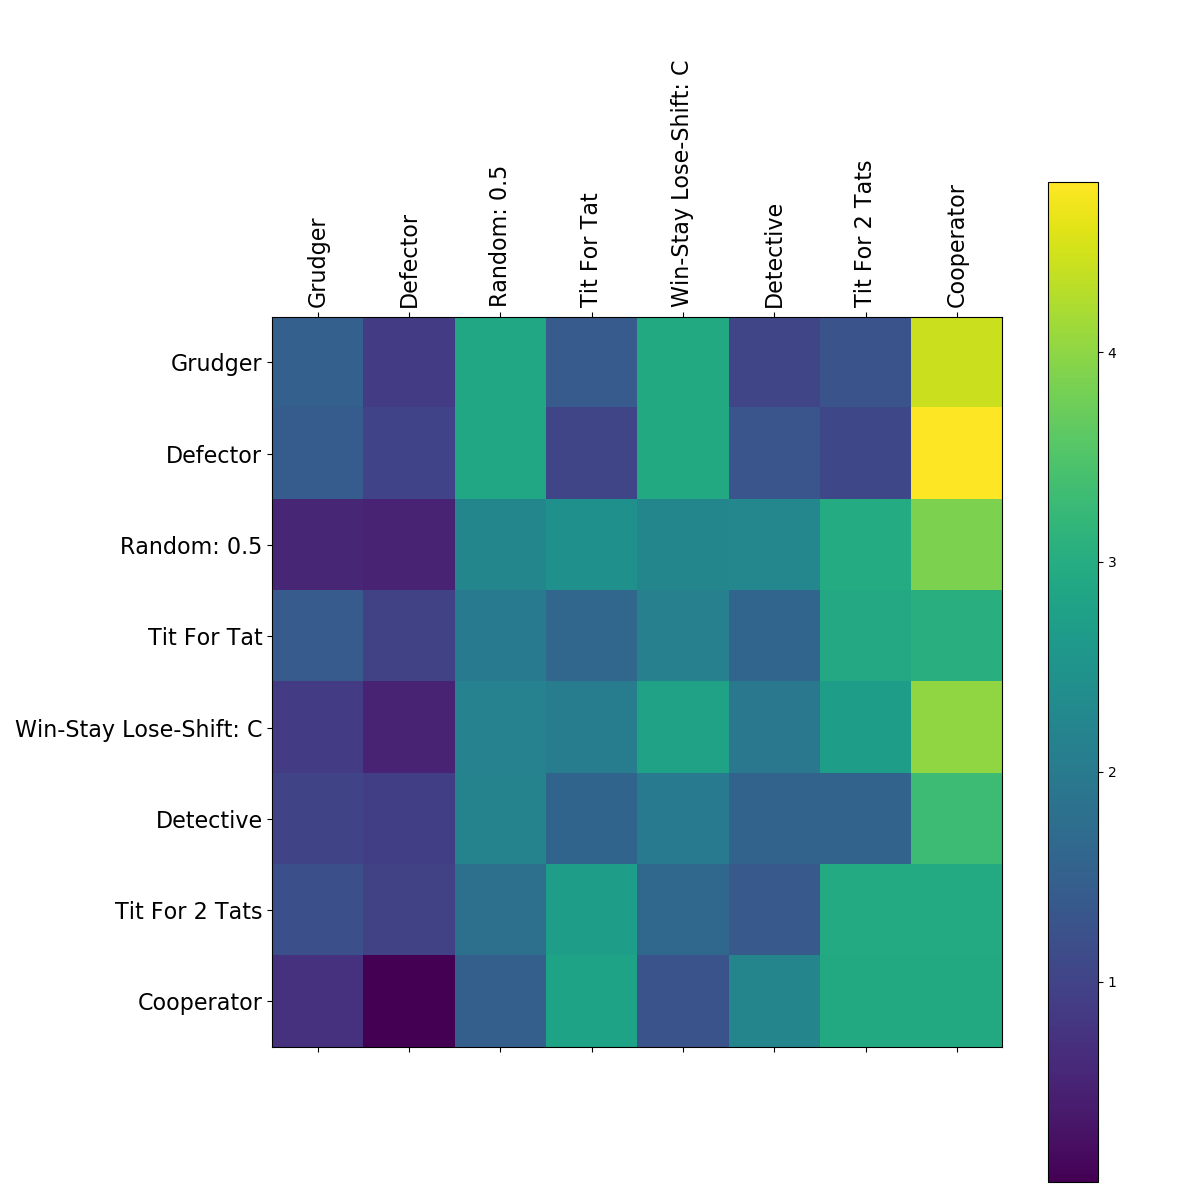 Grudger
Defector
Random: 0.5
Tit For Tat
Win-Stay Lose-Shift: C
Detective
Tit For 2 Tats
Cooperator
Grudger
Defector
Random: 0.5
Tit For Tat
Win-Stay Lose-Shift: C
Detective
Tit For 2 Tats
Cooperator
4
3
2
1